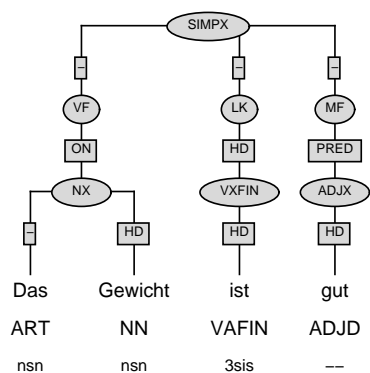 SIMPX
– – –
VF LK MF
ON HD PRED
NX VXFIN ADJX
– HD HD HD
Das Gewicht ist gut
ART NN VAFIN ADJD
nsn nsn 3sis ––